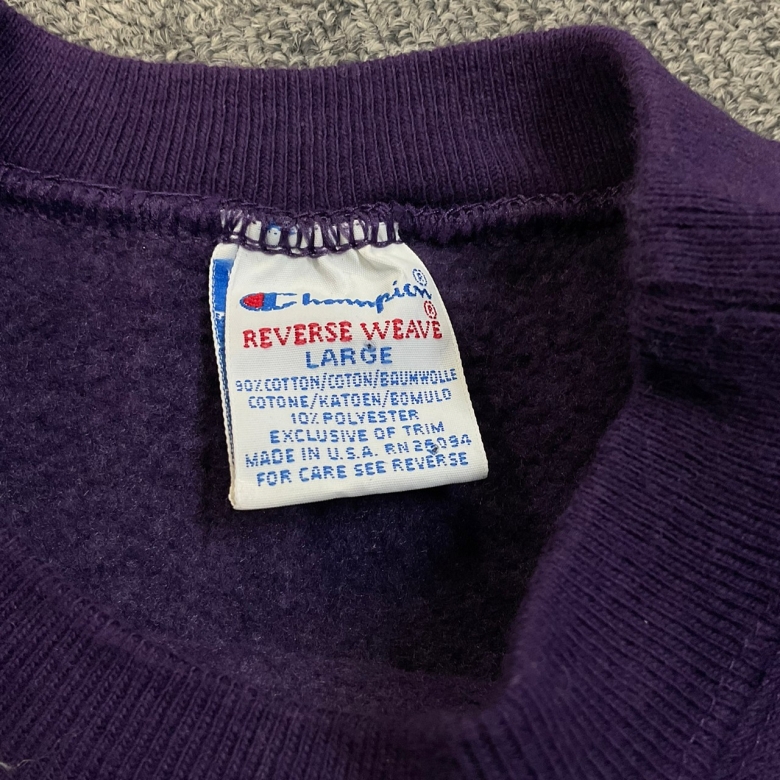 Champion®
REVERSE WEAVE®
LARGE
90% COTTON/COTON/BAUMWOLLE
COTONE/KATOEN/BOMULD
10% POLYESTER
EXCLUSIVE OF TRIM
MADE IN U.S.A. RN 26094
FOR CARE SEE REVERSE